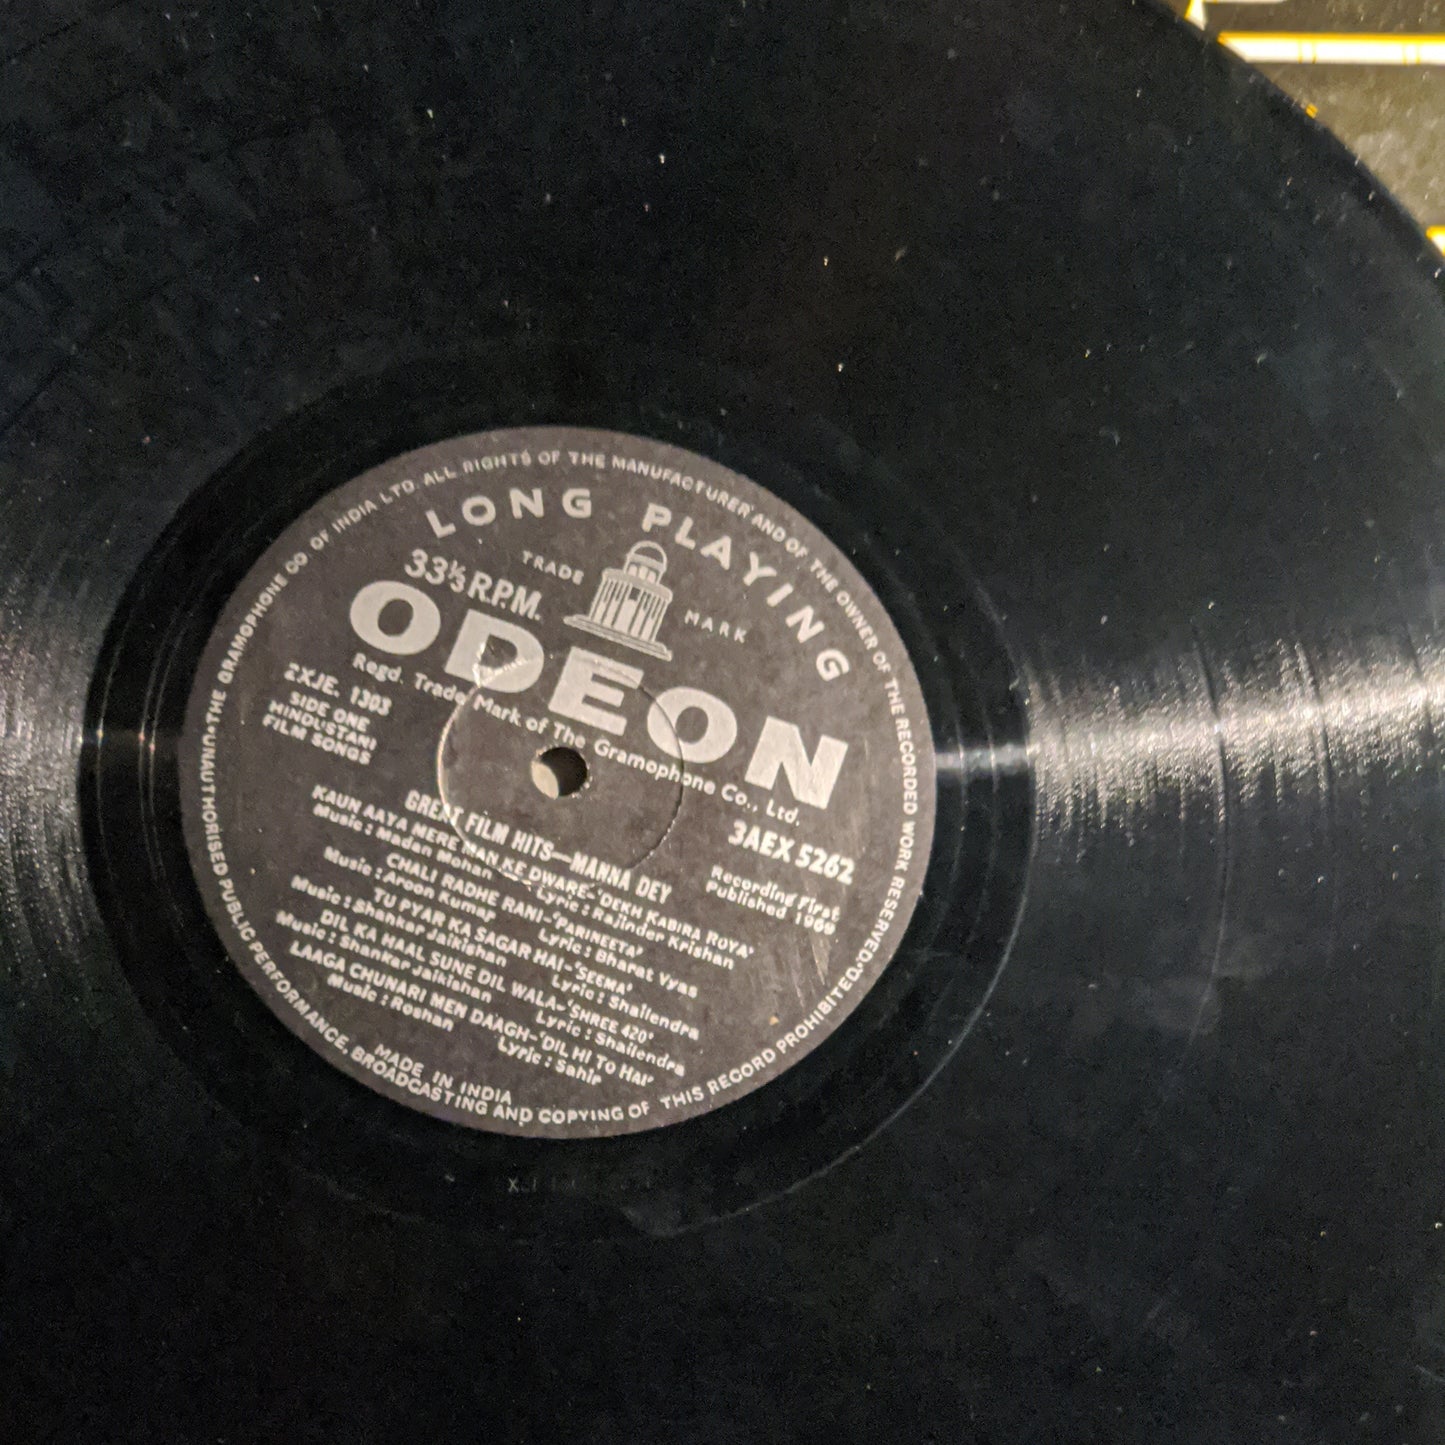 THE GRAMOPHONE CO OF INDIA LTD ALL RIGHTS OF THE MANUFACTURER AND OF THE OWNER OF THE RECORDED WORK RESERVED.
UNAUTHORISED PUBLIC PERFORMANCE, BROADCASTING AND COPYING OF THIS RECORD PROHIBITED.
LONG PLAYING
33⅓ R.P.M.
TRADE MARK
ODEON
Regd. Trade Mark of The Gramophone Co., Ltd.
2XJE. 1303
SIDE ONE
HINDUSTANI
FILM SONGS
3AEX 5262
Recording First
Published 1969
GREAT FILM HITS—MANNA DEY
KAUN AAYA MERE MAN KE DWARE-'DEKH KABIRA ROYA'
Music : Madan Mohan Lyric : Rajinder Krishan
CHALI RADHE RANI-'PARINEETA'
Music : Aroon Kumar Lyric : Bharat Vyas
TU PYAR KA SAGAR HAI-'SEEMA'
Music : Shankar Jaikishan Lyric : Shailendra
DIL KA HAAL SUNE DIL WALA-'SHREE 420'
Music : Shankar Jaikishan Lyric : Shailendra
LAAGA CHUNARI MEN DAAGH-'DIL HI TO HAI'
Music : Roshan Lyric : Sahir
MADE IN INDIA